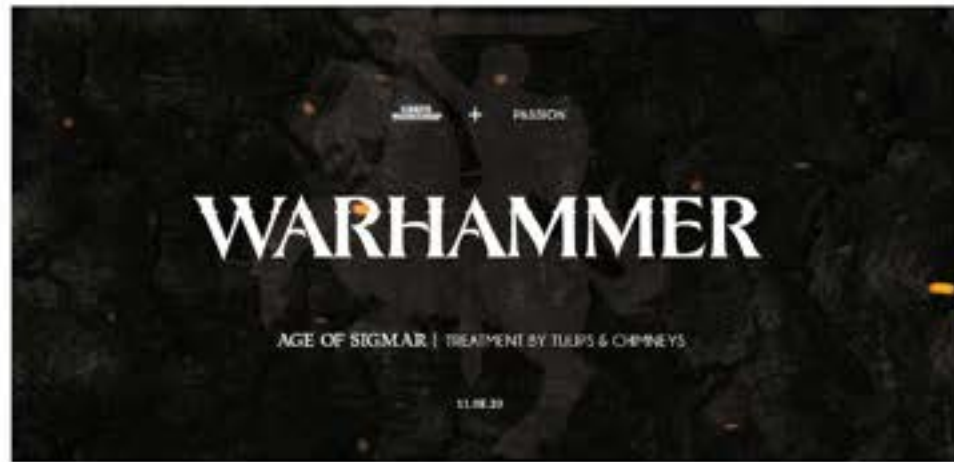 + PASSION
WARHAMMER
AGE OF SIGMAR | TREATMENT BY TULIPS & CHIMNEYS